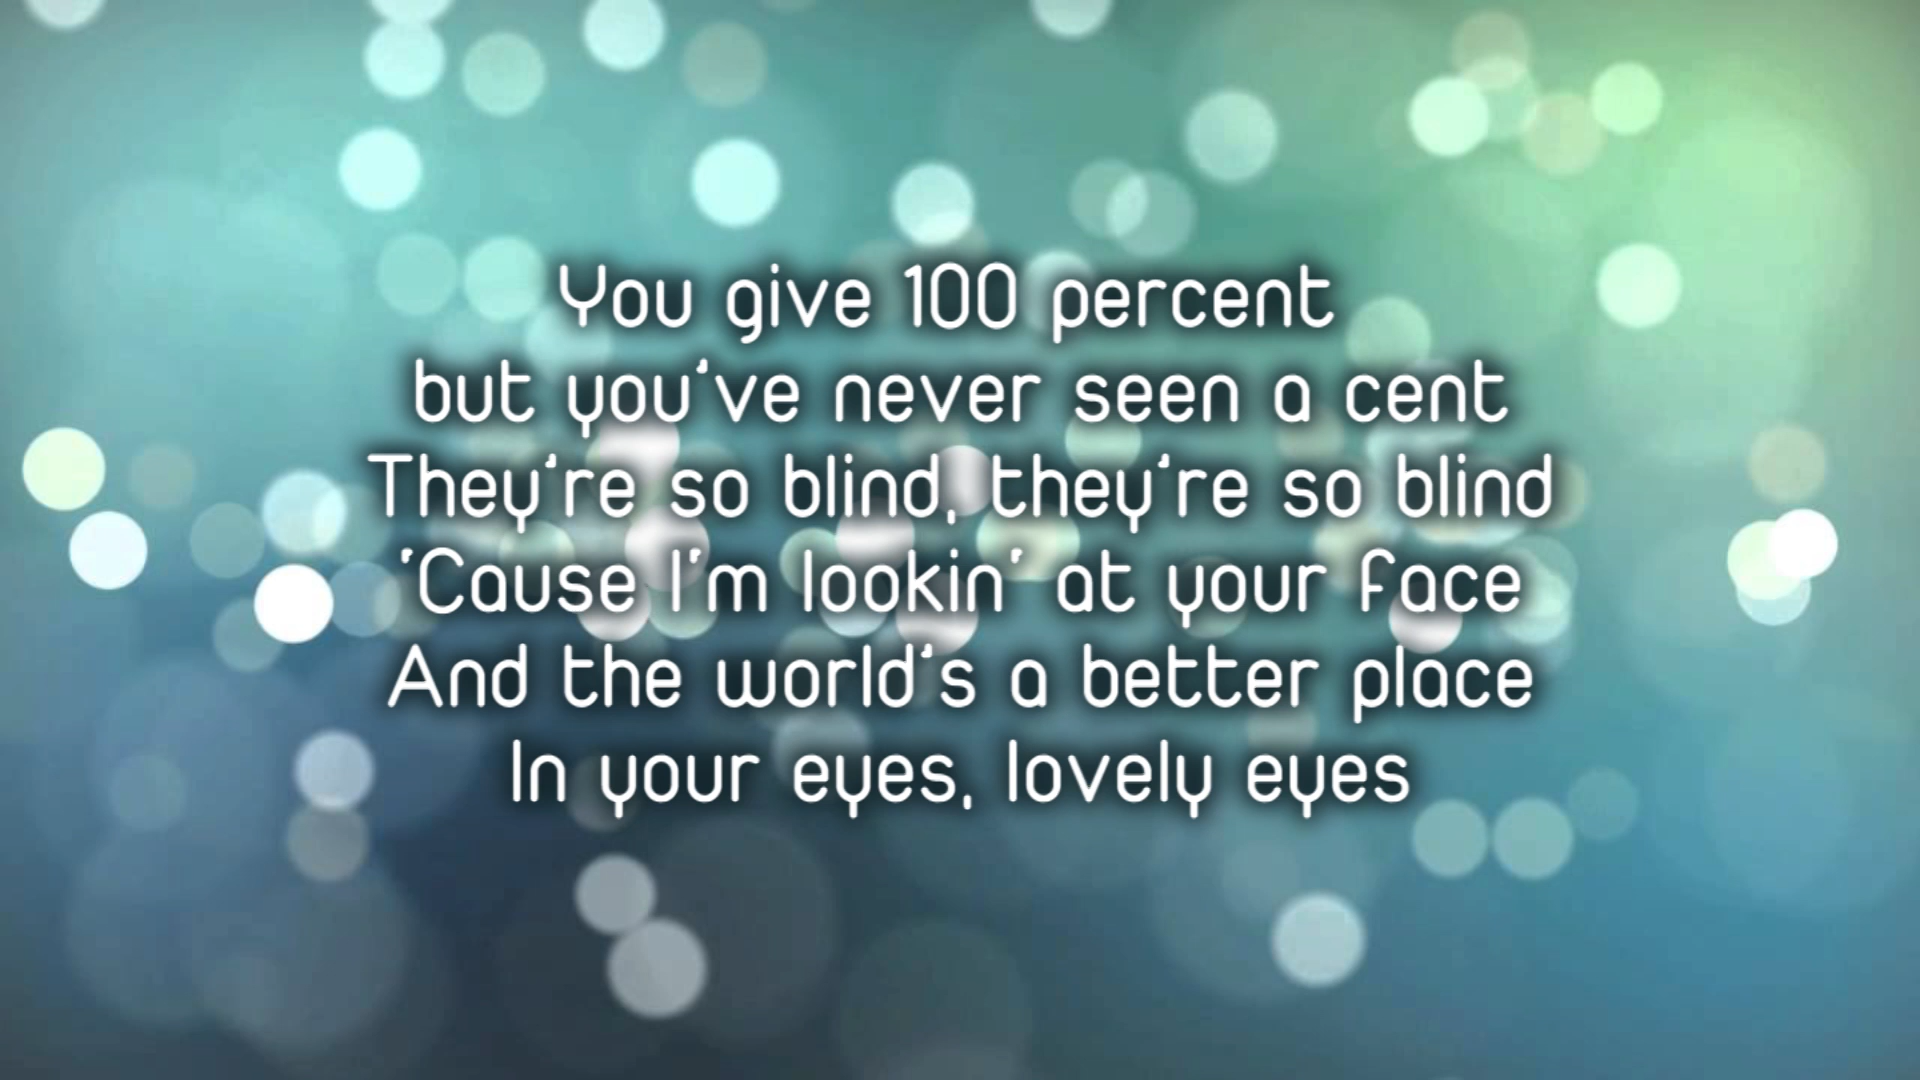 You give 100 percent
but you've never seen a cent
They're so blind, they're so blind
'Cause I'm lookin' at your face
And the world's a better place
In your eyes, lovely eyes